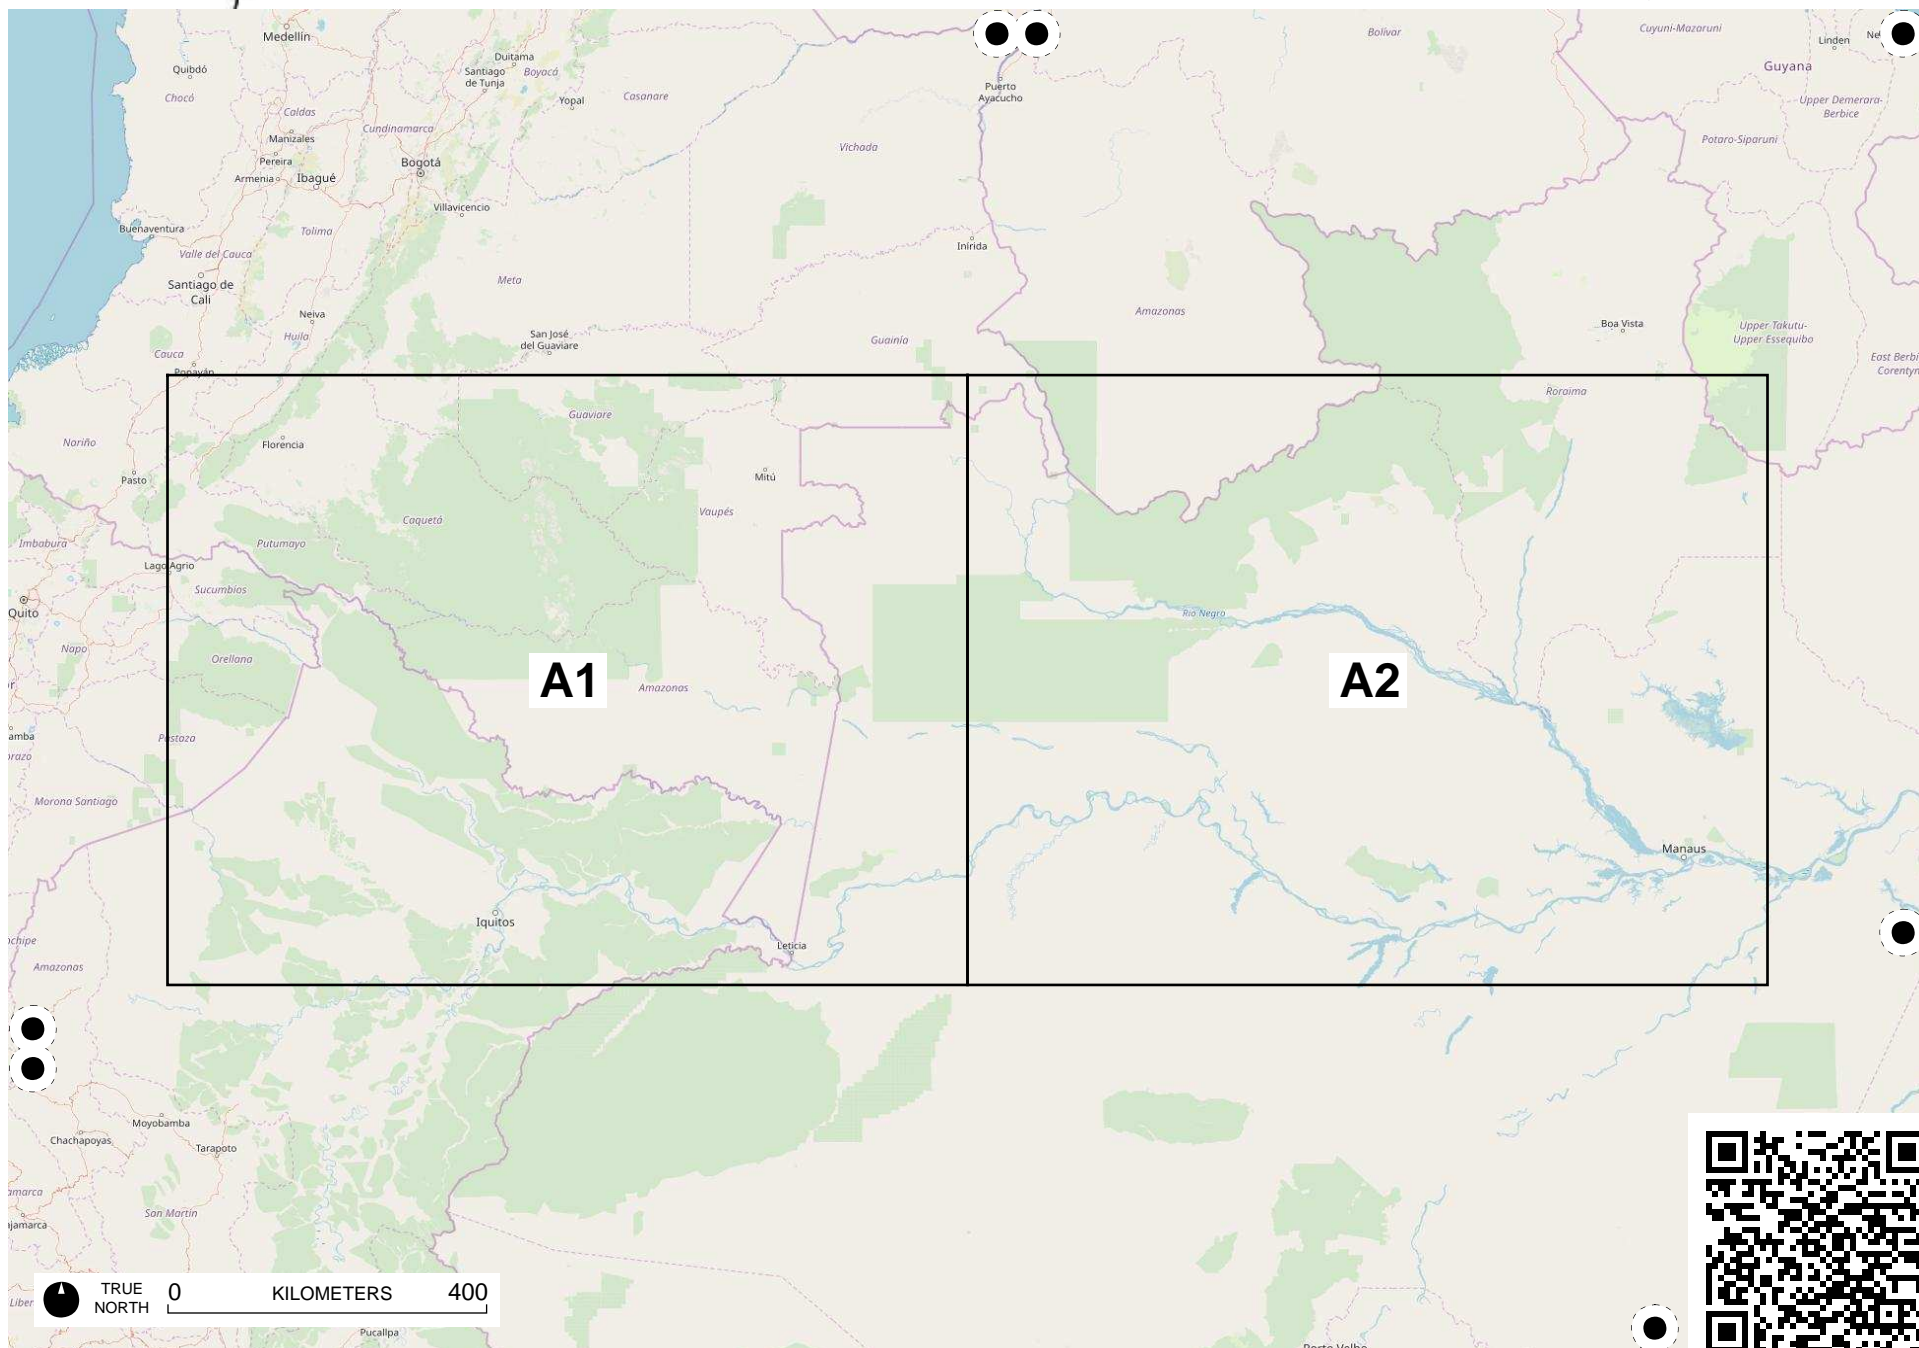 Medellín
Quibdó
Chocó
Duitama
Santiago
de Tunja
Boyacá
Yopal
Casanare
Caldas
Manizales
Cundinamarca
Pereira
Bogotá
Armenia
Ibagué
Villavicencio
Buenaventura
Tolima
Valle del Cauca
Santiago de
Cali
Meta
Neiva
Huila
San José
del Guaviare
Cauca
Popayán
Puerto
Ayacucho
Vichada
Inírida
Guainía
Bolívar
Amazonas
Cuyuni-Mazaruni
Linden
Guyana
Upper Demerara-
Berbice
Potaro-Siparuni
Boa Vista
Upper Takutu-
Upper Essequibo
Roraima
Nariño
Pasto
Florencia
Guaviare
Mitú
Caquetá
Vaupés
Putumayo
Imbabura
Lago Agrio
Sucumbíos
Quito
Napo
Orellana
Pastaza
Morona Santiago
Amazonas
A1
Rio Negro
A2
Manaus
Iquitos
Leticia
Amazonas
Moyobamba
Chachapoyas
Tarapoto
San Martín
Pucallpa
TRUE
NORTH
0 KILOMETERS 400